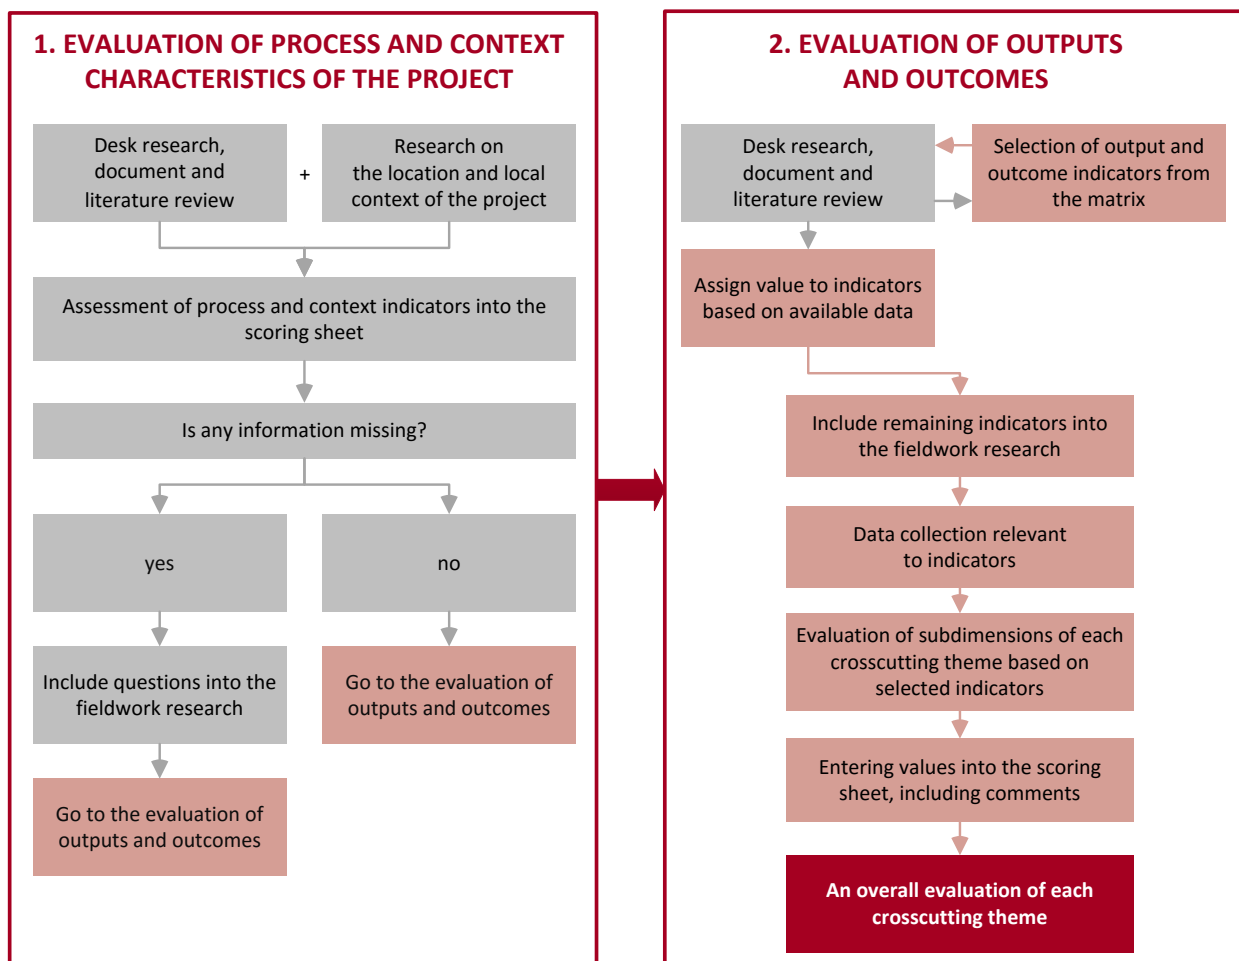 1. EVALUATION OF PROCESS AND CONTEXT
CHARACTERISTICS OF THE PROJECT
Desk research,
document and
literature review
+
Research on
the location and local
context of the project
Assessment of process and context indicators into the
scoring sheet
Is any information missing?
yes
no
Include questions into the
fieldwork research
Go to the evaluation of
outputs and outcomes
Go to the evaluation of
outputs and outcomes
2. EVALUATION OF OUTPUTS
AND OUTCOMES
Desk research,
document and
literature review
Selection of output and
outcome indicators from
the matrix
Assign value to indicators
based on available data
Include remaining indicators into
the fieldwork research
Data collection relevant
to indicators
Evaluation of subdimensions of each
crosscutting theme based on
selected indicators
Entering values into the scoring
sheet, including comments
An overall evaluation of each
crosscutting theme